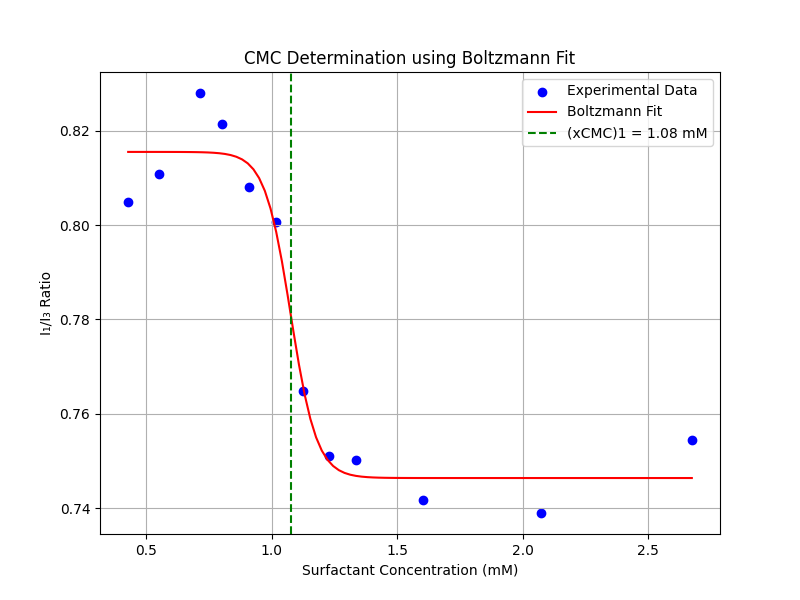 CMC Determination using Boltzmann Fit
Experimental Data
Boltzmann Fit
(xCMC)1 = 1.08 mM
I₁/I₃ Ratio
0.82
0.80
0.78
0.76
0.74
0.5 1.0 1.5 2.0 2.5
Surfactant Concentration (mM)